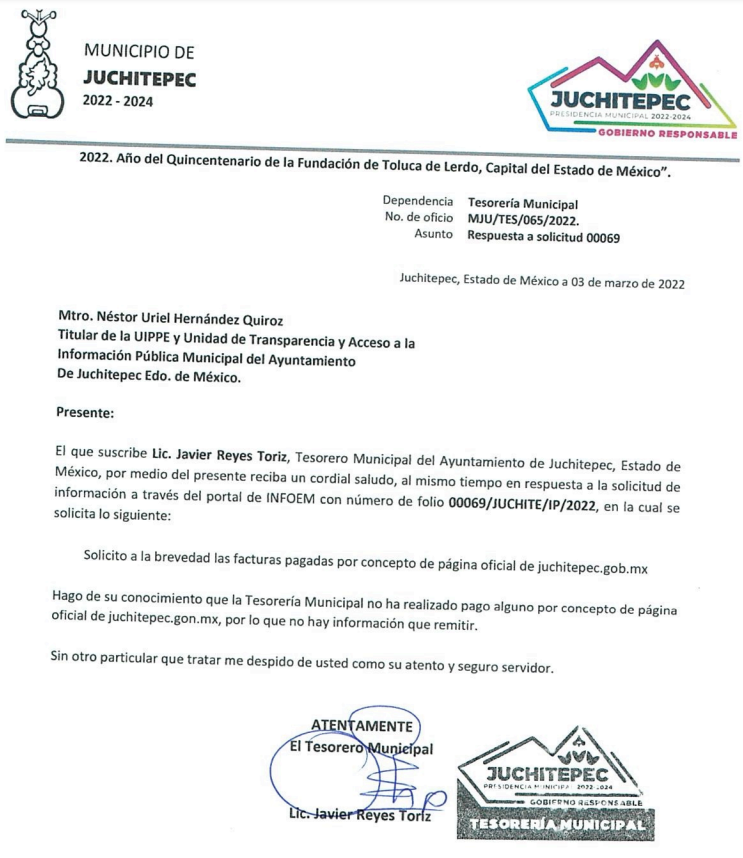 MUNICIPIO DE
JUCHITEPEC
2022 - 2024
JUCHITEPEC
PRESIDENCIA MUNICIPAL 2022-2024
GOBIERNO RESPONSABLE
2022. Año del Quincentenario de la Fundación de Toluca de Lerdo, Capital del Estado de México”.
Dependencia Tesorería Municipal
No. de oficio MJU/TES/065/2022.
Asunto Respuesta a solicitud 00069
Juchitepec, Estado de México a 03 de marzo de 2022
Mtro. Néstor Uriel Hernández Quiroz
Titular de la UIPPE y Unidad de Transparencia y Acceso a la
Información Pública Municipal del Ayuntamiento
De Juchitepec Edo. de México.
Presente:
El que suscribe Lic. Javier Reyes Toriz, Tesorero Municipal del Ayuntamiento de Juchitepec, Estado de
México, por medio del presente reciba un cordial saludo, al mismo tiempo en respuesta a la solicitud de
información a través del portal de INFOEM con número de folio 00069/JUCHITE/IP/2022, en la cual se
solicita lo siguiente:
Solicito a la brevedad las facturas pagadas por concepto de página oficial de juchitepec.gob.mx
Hago de su conocimiento que la Tesorería Municipal no ha realizado pago alguno por concepto de página
oficial de juchitepec.gon.mx, por lo que no hay información que remitir.
Sin otro particular que tratar me despido de usted como su atento y seguro servidor.
ATENTAMENTE
El Tesorero Municipal
Lic. Javier Reyes Toriz
JUCHITEPEC
PRESIDENCIA MUNICIPAL 2022-2024
GOBIERNO RESPONSABLE
TESORERÍA MUNICIPAL